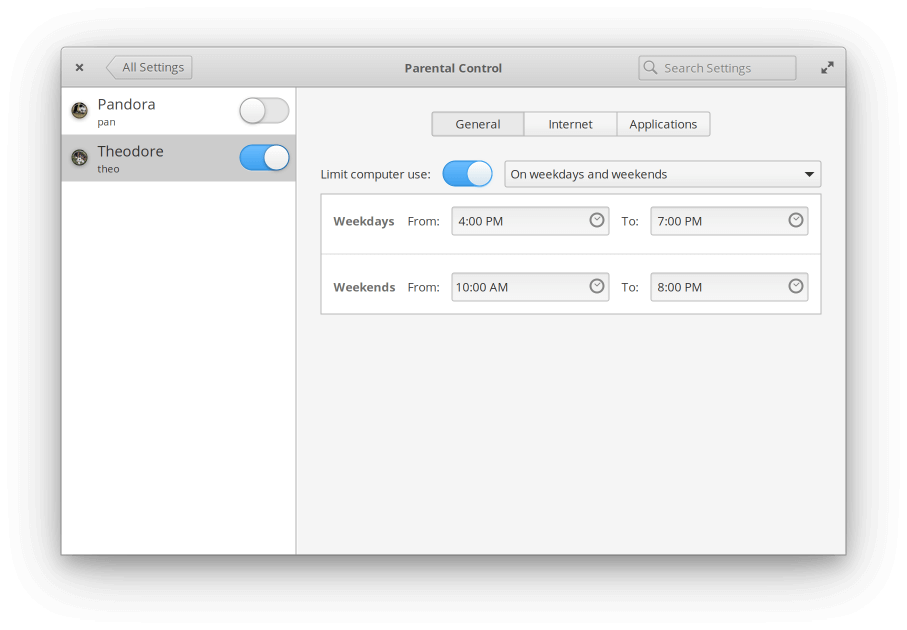 All Settings
Parental Control
Search Settings
Pandora
pan
Theodore
theo
General
Internet
Applications
Limit computer use:
On weekdays and weekends
Weekdays From: 4:00 PM To: 7:00 PM
Weekends From: 10:00 AM To: 8:00 PM